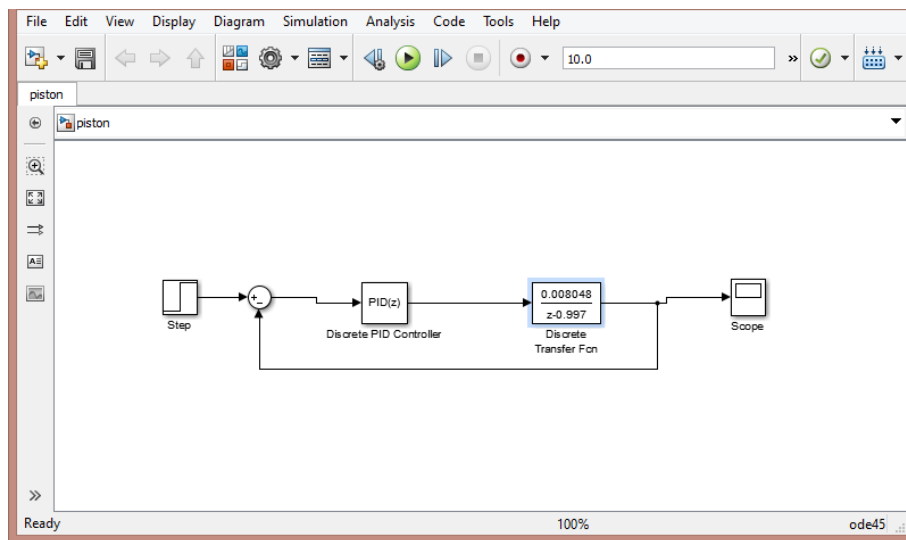 File Edit View Display Diagram Simulation Analysis Code Tools Help
10.0 »
piston
piston
A
0.008048
PID(z)
z-0.997
+
-
Step
Discrete PID Controller
Discrete
Transfer Fcn
Scope
»
Ready 100% ode45